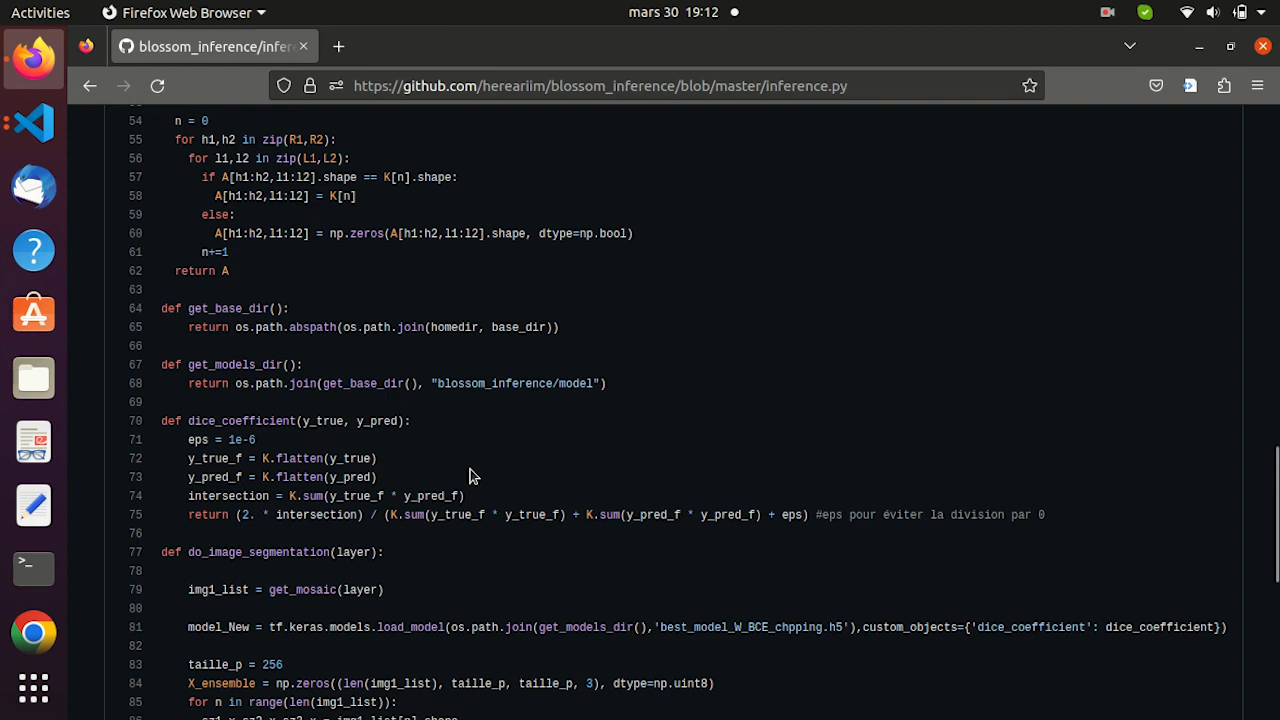 Activities Firefox Web Browser mars 30 19:12
blossom_inference/infer
https://github.com/hereariim/blossom_inference/blob/master/inference.py
54 n = 0
55 for h1,h2 in zip(R1,R2):
56 for l1,l2 in zip(L1,L2):
57 if A[h1:h2,l1:l2].shape == K[n].shape:
58 A[h1:h2,l1:l2] = K[n]
59 else:
60 A[h1:h2,l1:l2] = np.zeros(A[h1:h2,l1:l2].shape, dtype=np.bool)
61 n+=1
62 return A
63
64 def get_base_dir():
65 return os.path.abspath(os.path.join(homedir, base_dir))
66
67 def get_models_dir():
68 return os.path.join(get_base_dir(), "blossom_inference/model")
69
70 def dice_coefficient(y_true, y_pred):
71 eps = 1e-6
72 y_true_f = K.flatten(y_true)
73 y_pred_f = K.flatten(y_pred)
74 intersection = K.sum(y_true_f * y_pred_f)
75 return (2. * intersection) / (K.sum(y_true_f * y_true_f) + K.sum(y_pred_f * y_pred_f) + eps) #eps pour éviter la division par 0
76
77 def do_image_segmentation(layer):
78
79 img1_list = get_mosaic(layer)
80
81 model_New = tf.keras.models.load_model(os.path.join(get_models_dir(),'best_model_W_BCE_chpping.h5'),custom_objects={'dice_coefficient': dice_coefficient})
82
83 taille_p = 256
84 X_ensemble = np.zeros((len(img1_list), taille_p, taille_p, 3), dtype=np.uint8)
85 for n in range(len(img1_list)):